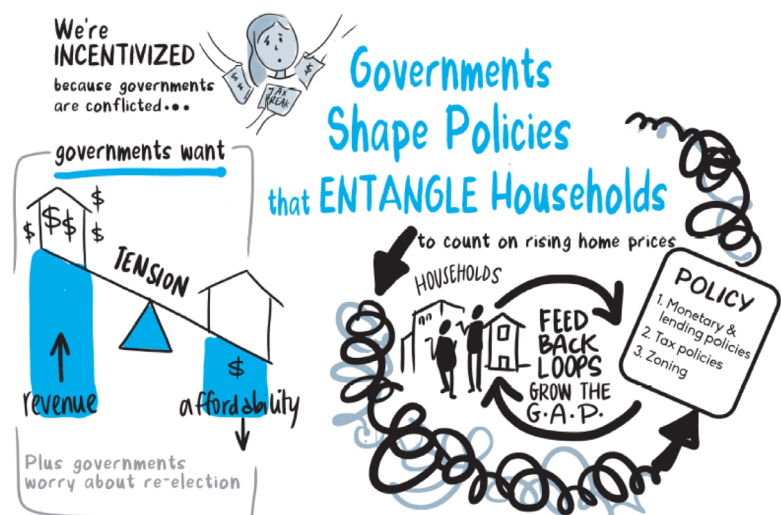 We're
INCENTIVIZED
because governments
are conflicted...
$
$
$
TAX
BREAK
Governments
Shape Policies
that ENTANGLE Households
to count on rising home prices
governments want
$
$ $ $
$
TENSION
$
revenue
affordability
Plus governments
worry about re-election
HOUSEHOLDS
FEED
BACK
LOOPS
GROW THE
G.A.P.
POLICY
1. Monetary &
lending policies
2. Tax policies
3. Zoning